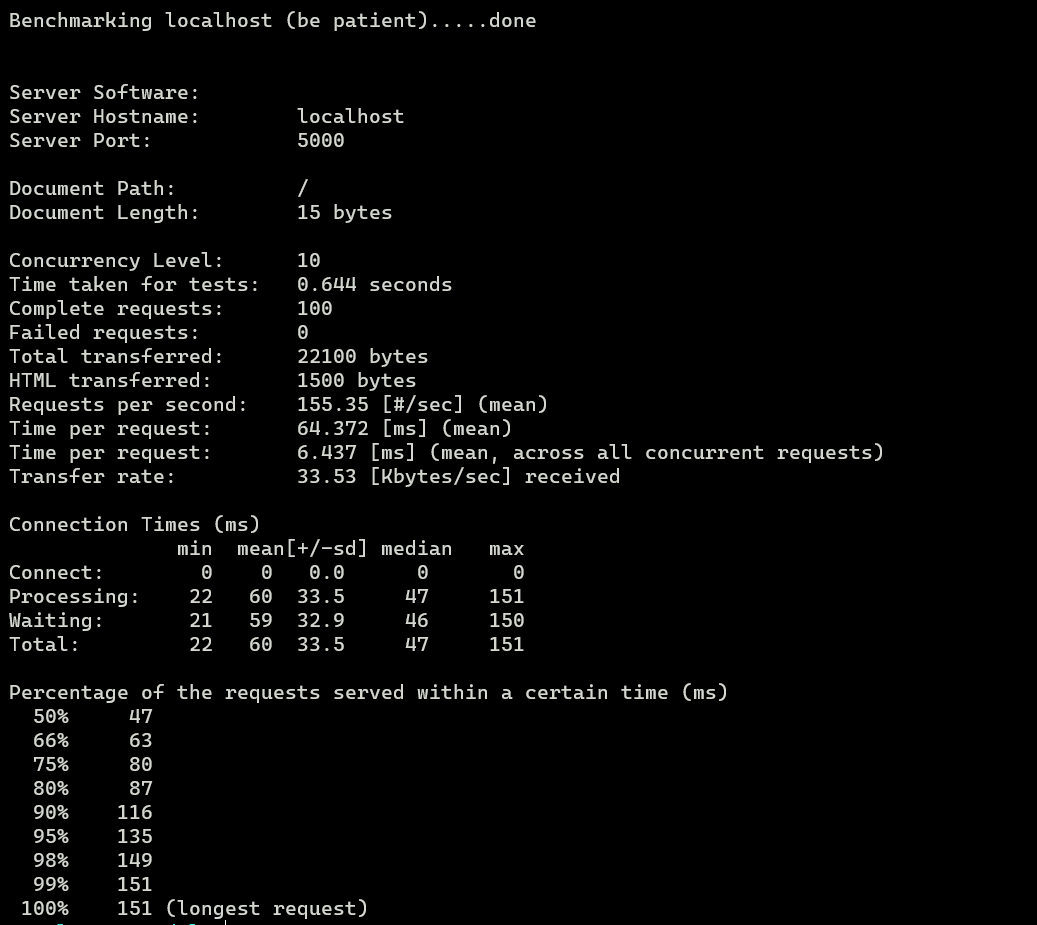 Benchmarking localhost (be patient).....done
Server Software:
Server Hostname:        localhost
Server Port:            5000
Document Path:          /
Document Length:        15 bytes
Concurrency Level:      10
Time taken for tests:   0.644 seconds
Complete requests:      100
Failed requests:        0
Total transferred:      22100 bytes
HTML transferred:       1500 bytes
Requests per second:    155.35 [#/sec] (mean)
Time per request:       64.372 [ms] (mean)
Time per request:       6.437 [ms] (mean, across all concurrent requests)
Transfer rate:          33.53 [Kbytes/sec] received
Connection Times (ms)
              min  mean[+/-sd] median   max
Connect:        0    0   0.0      0       0
Processing:    22   60  33.5     47     151
Waiting:       21   59  32.9     46     150
Total:         22   60  33.5     47     151
Percentage of the requests served within a certain time (ms)
  50%     47
  66%     63
  75%     80
  80%     87
  90%    116
  95%    135
  98%    149
  99%    151
 100%    151 (longest request)